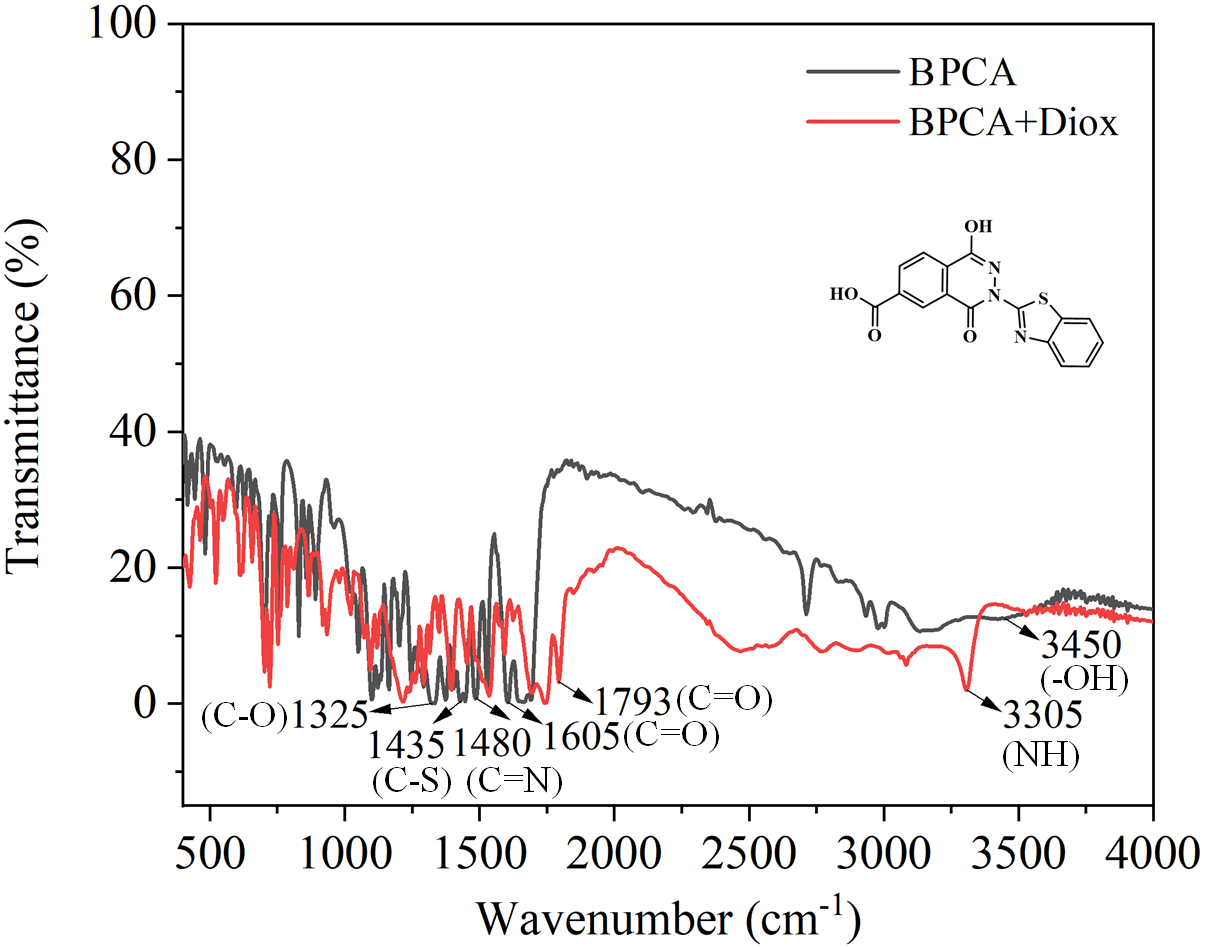 100
80
60
40
20
0
Transmittance (%)
BPCA
BPCA+Diox
OH
N
HO
N
S
O
O
N
3450
(-OH)
1793(C=O)
3305
(C-O)1325
1605(C=O)
1435
1480
(NH)
(C-S)
(C=N)
500
1000
1500
2000
2500
3000
3500
4000
Wavenumber (cm-1)